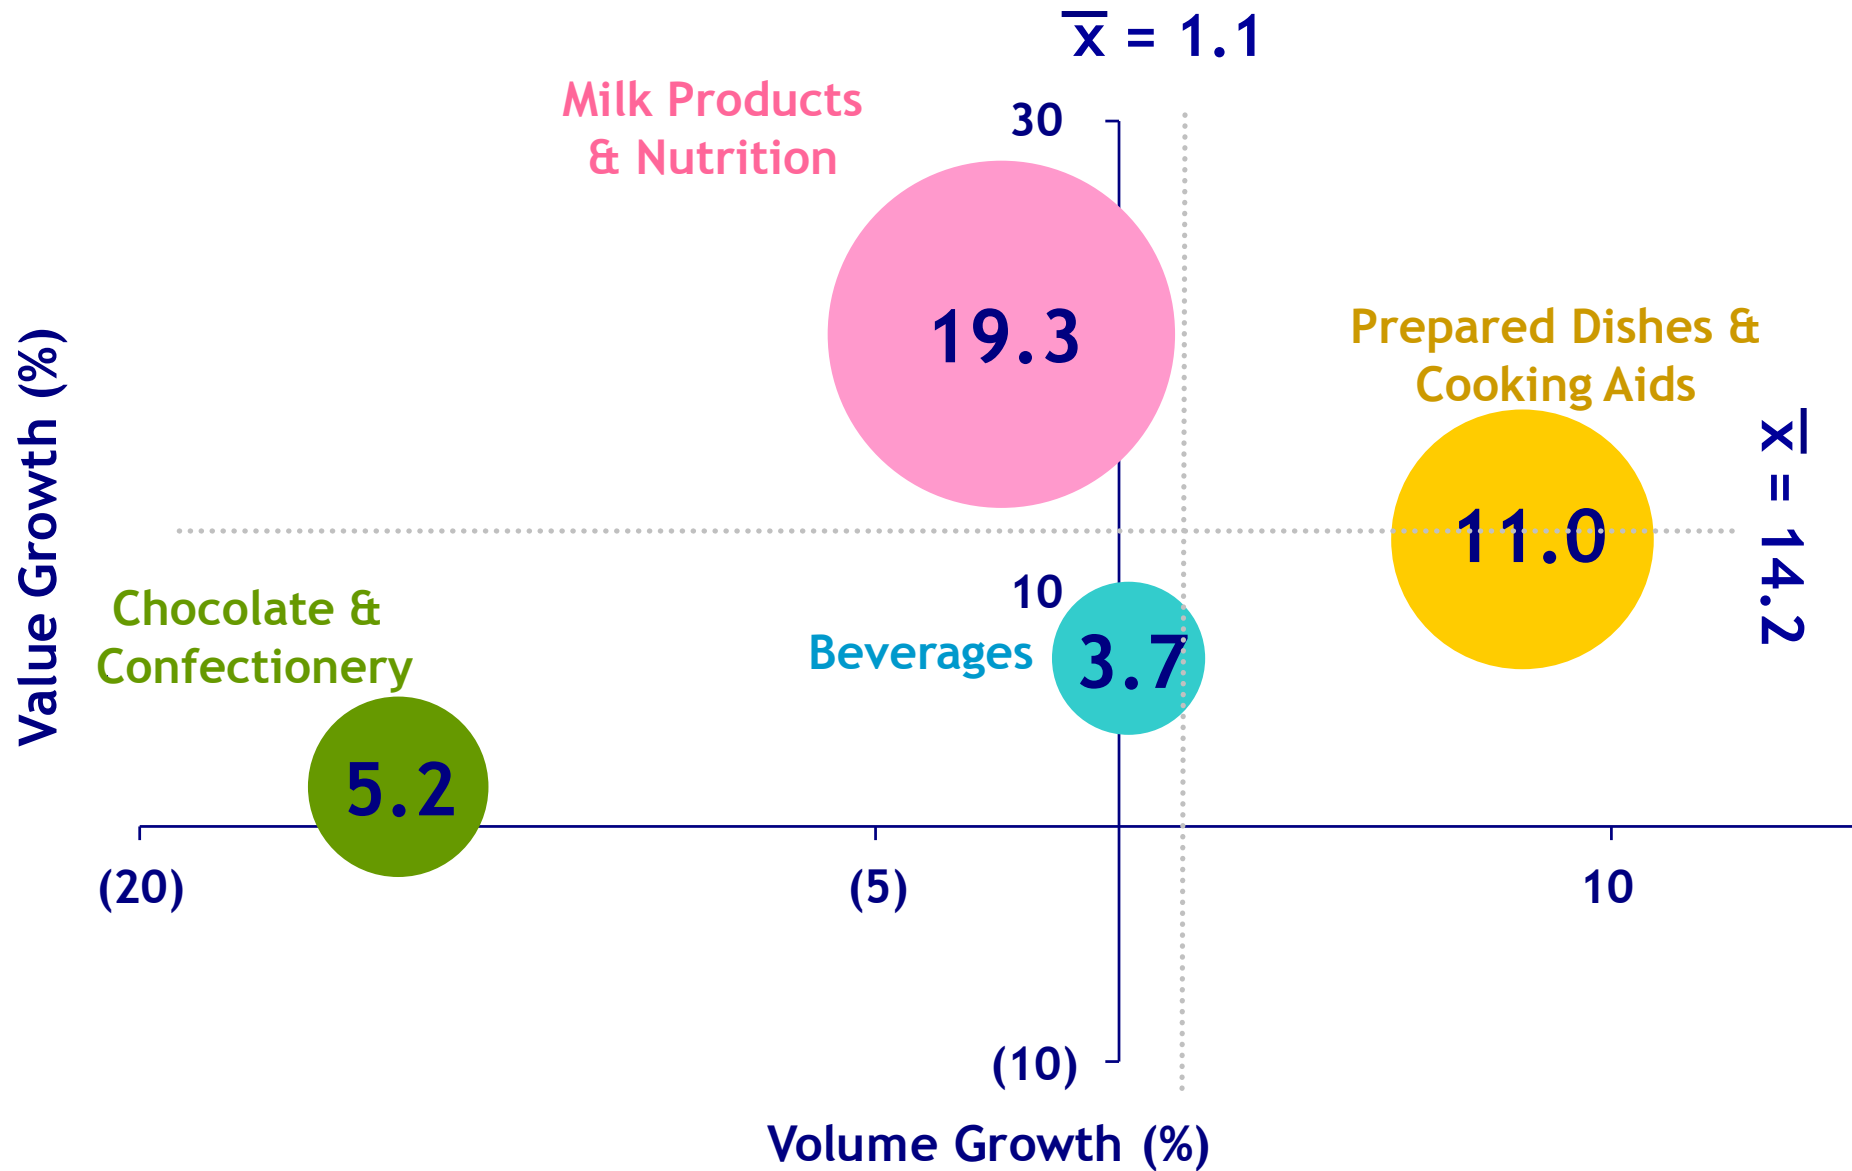 x = 1.1
Milk Products
& Nutrition
30
19.3
Prepared Dishes &
Cooking Aids
x = 14.2
11.0
Value Growth (%)
10
Chocolate &
Confectionery
Beverages
3.7
5.2
(20)
(5)
10
(10)
Volume Growth (%)